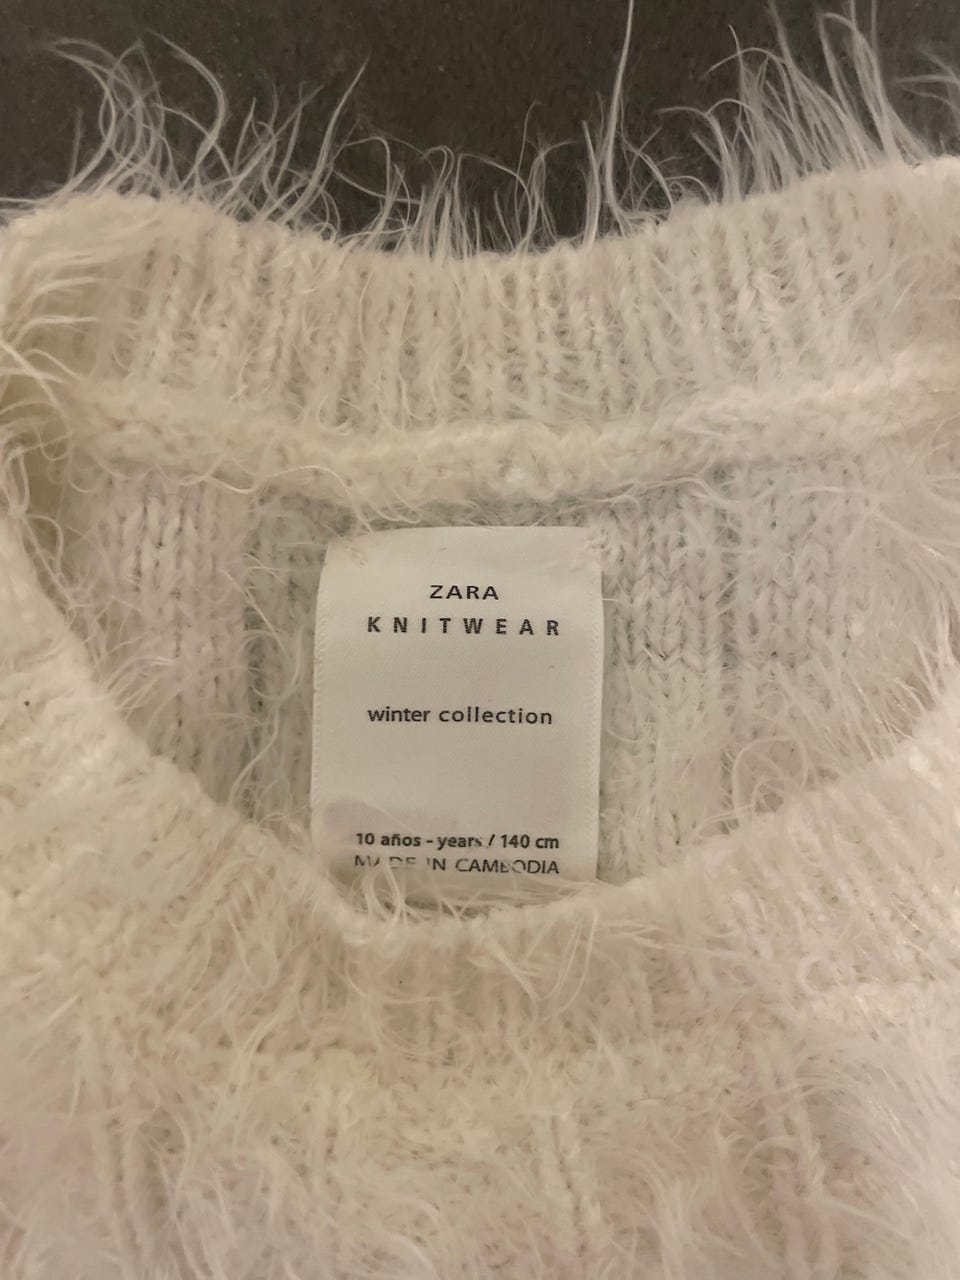 ZARA
KNITWEAR
winter collection
10 años - years / 140 cm
MADE IN CAMBODIA